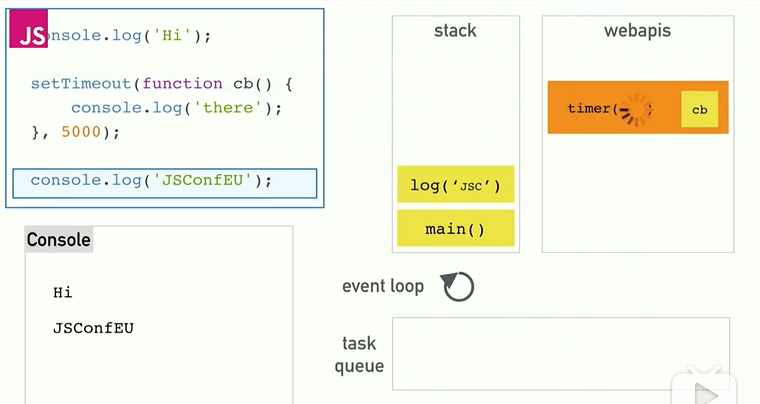 JS
onsole.log('Hi');
setTimeout(function cb() {
console.log('there');
}, 5000);
console.log('JSConfEU');
Console
Hi
JSConfEU
stack
log('JSC')
main()
webapis
timer( )
cb
event loop
task
queue